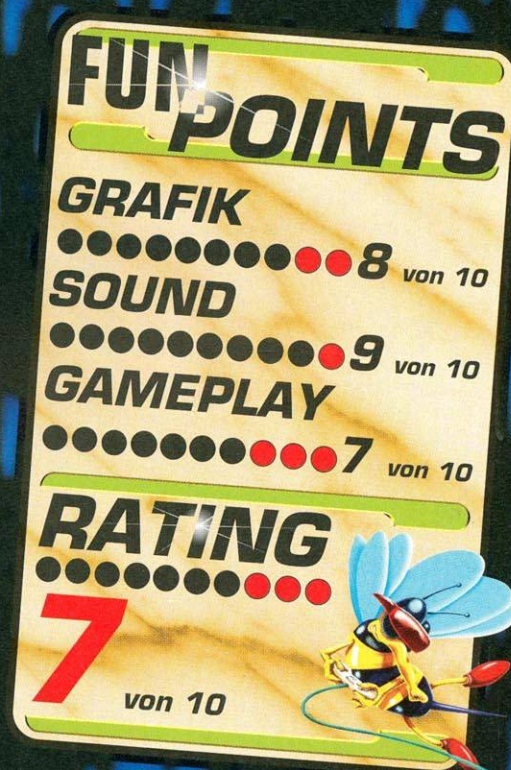 FUN
POINTS
GRAFIK
8 von 10
SOUND
9 von 10
GAMEPLAY
7 von 10
RATING
7 von 10